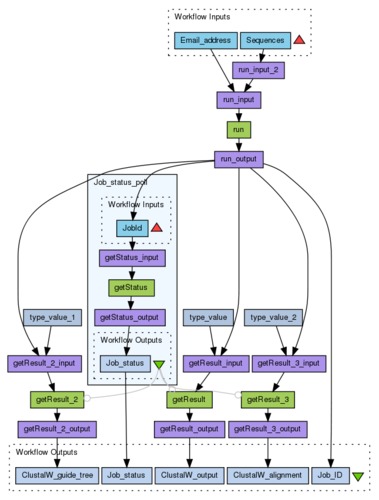 Workflow Inputs
Email_address
Sequences
run_input_2
run_input
run
run_output
Job_status_poll
Workflow Inputs
JobId
getStatus_input
getStatus
type_value_1
getStatus_output
type_value
type_value_2
Workflow Outputs
getResult_2_input
Job_status
getResult_input
getResult_3_input
getResult_2
getResult
getResult_3
getResult_2_output
getResult_output
getResult_3_output
Workflow Outputs
ClustalW_guide_tree
Job_status
ClustalW_output
ClustalW_alignment
Job_ID